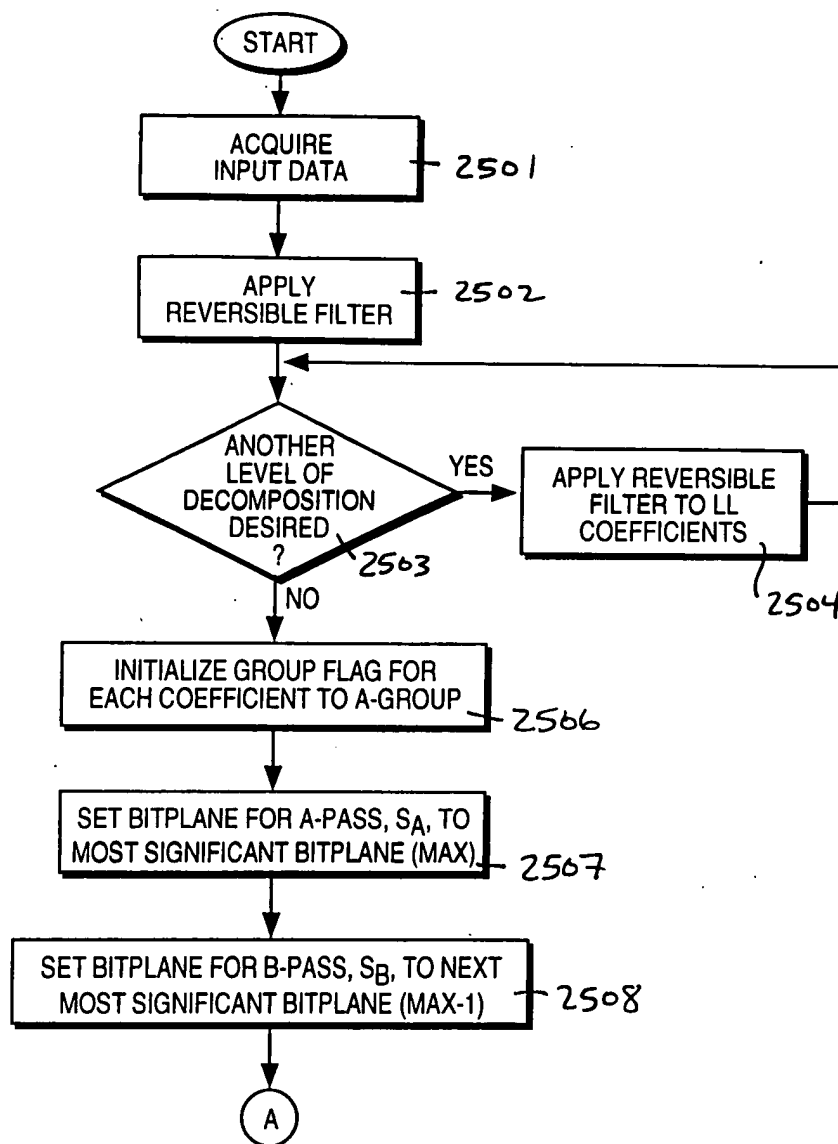 START
ACQUIRE
INPUT DATA
2501
APPLY
REVERSIBLE FILTER
2502
ANOTHER
LEVEL OF
DECOMPOSITION
DESIRED
?
2503
YES
APPLY REVERSIBLE
FILTER TO LL
COEFFICIENTS
2504
NO
INITIALIZE GROUP FLAG FOR
EACH COEFFICIENT TO A-GROUP
2506
SET BITPLANE FOR A-PASS, SA, TO
MOST SIGNIFICANT BITPLANE (MAX)
2507
SET BITPLANE FOR B-PASS, SB, TO NEXT
MOST SIGNIFICANT BITPLANE (MAX-1)
2508
A